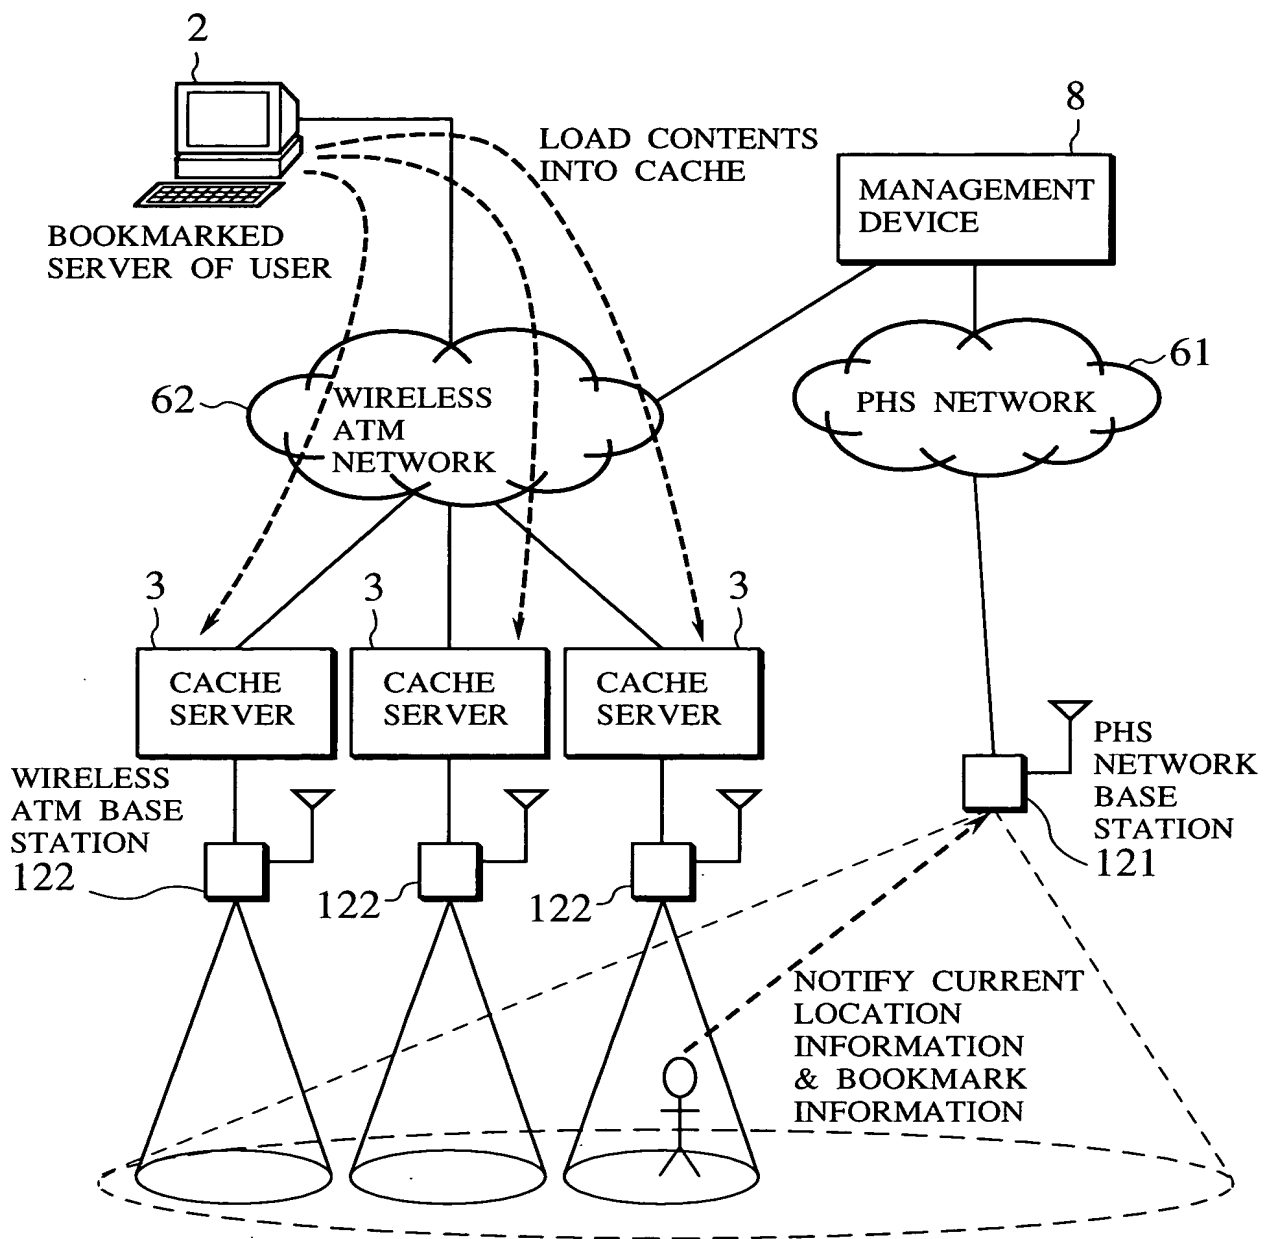 2
8
LOAD CONTENTS
INTO CACHE
MANAGEMENT
DEVICE
BOOKMARKED
SERVER OF USER
61
62
WIRELESS
ATM
NETWORK
PHS NETWORK
3
3
3
CACHE
SERVER
CACHE
SERVER
CACHE
SERVER
WIRELESS
ATM BASE
STATION
122
122
122
PHS
NETWORK
BASE
STATION
121
NOTIFY CURRENT
LOCATION
INFORMATION
& BOOKMARK
INFORMATION